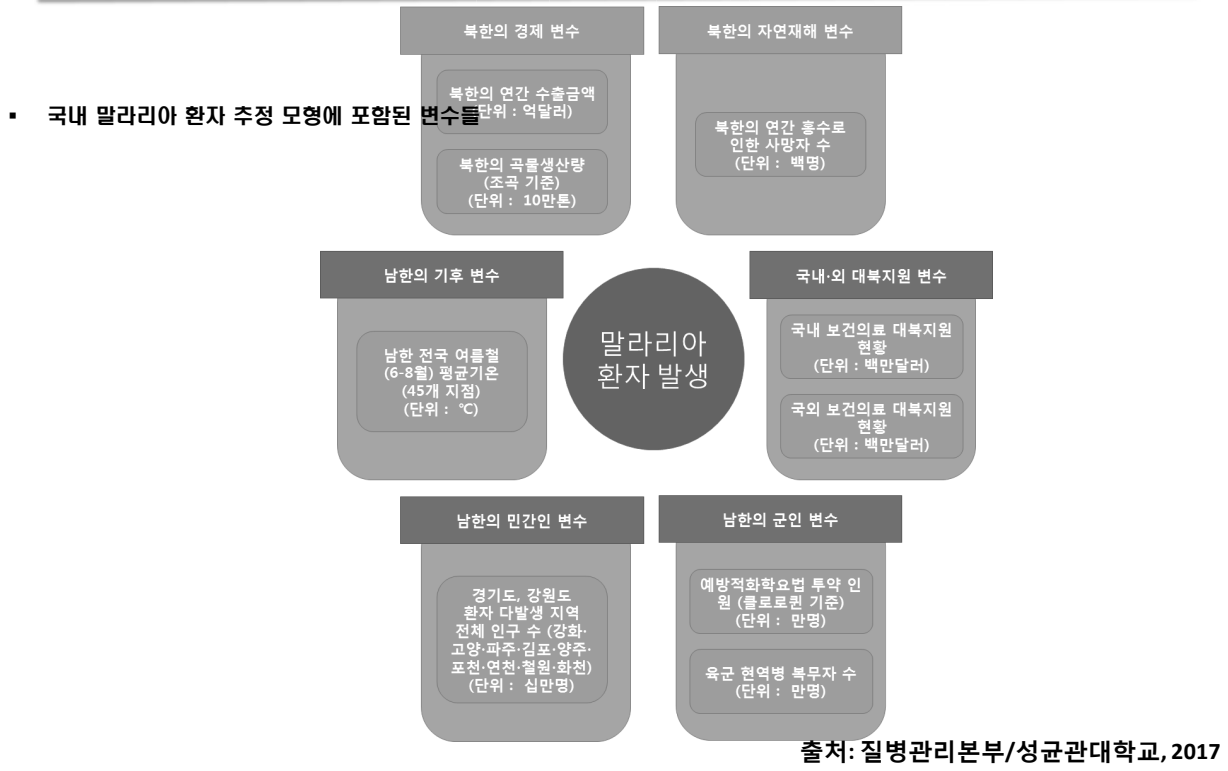 ▪ 국내 말라리아 환자 추정 모형에 포함된 변수들
북한의 경제 변수
북한의 연간 수출금액
(단위 : 억달러)
북한의 곡물생산량
(조곡 기준)
(단위 : 10만톤)
북한의 자연재해 변수
북한의 연간 홍수로
인한 사망자 수
(단위 : 백명)
남한의 기후 변수
남한 전국 여름철
(6-8월) 평균기온
(45개 지점)
(단위 : ℃)
말라리아
환자 발생
국내·외 대북지원 변수
국내 보건의료 대북지원
현황
(단위 : 백만달러)
국외 보건의료 대북지원
현황
(단위 : 백만달러)
남한의 민간인 변수
경기도, 강원도
환자 다발생 지역
전체 인구 수 (강화·
고양·파주·김포·양주·
포천·연천·철원·화천)
(단위 : 십만명)
남한의 군인 변수
예방적화학요법 투약 인
원 (클로로퀸 기준)
(단위 : 만명)
육군 현역병 복무자 수
(단위 : 만명)
출처: 질병관리본부/성균관대학교, 2017